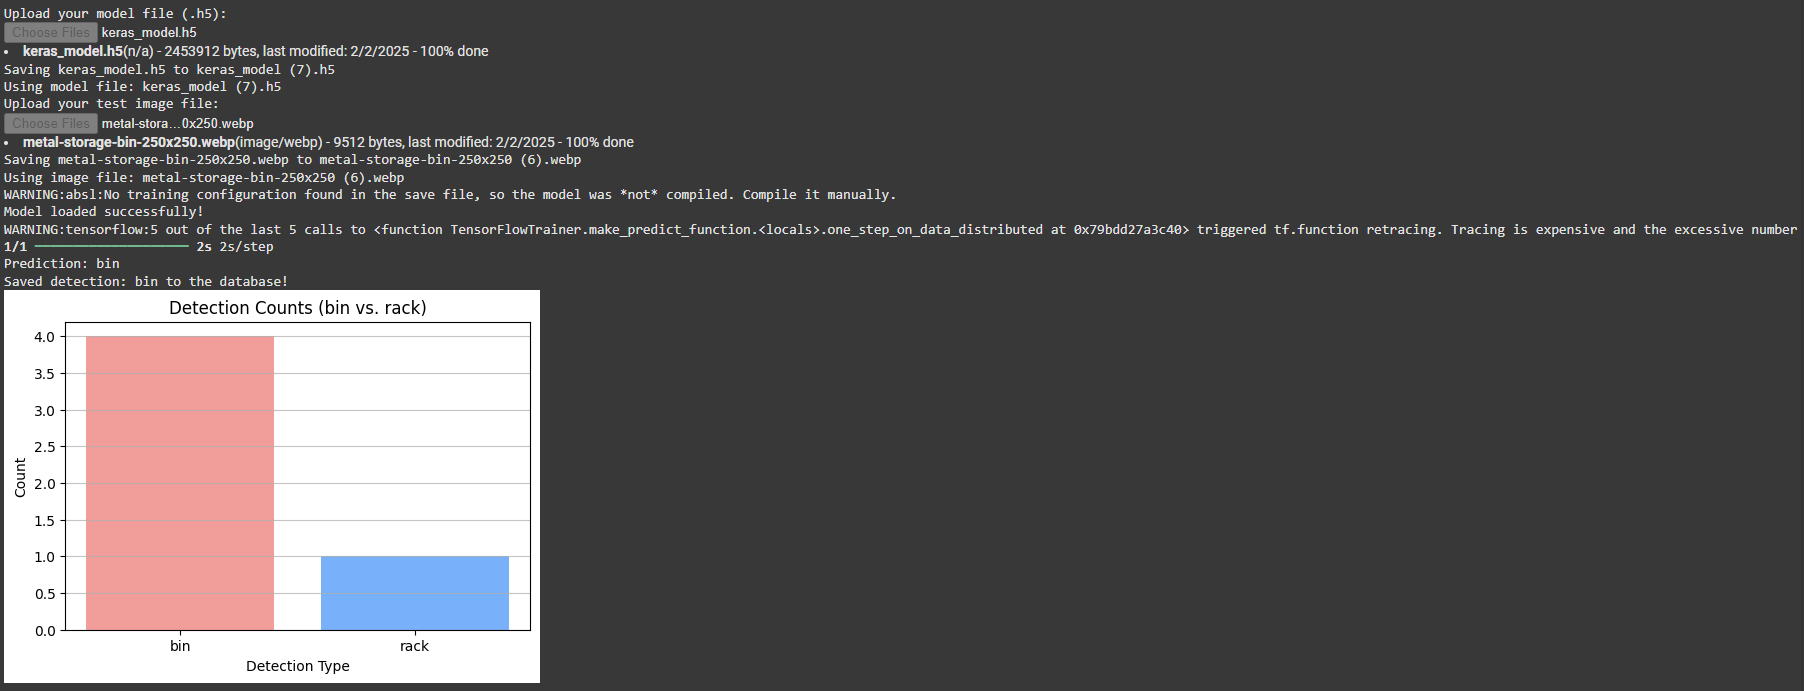 Upload your model file (.h5):
Choose Files keras_model.h5
• keras_model.h5(n/a) - 2453912 bytes, last modified: 2/2/2025 - 100% done
Saving keras_model.h5 to keras_model (7).h5
Using model file: keras_model (7).h5
Upload your test image file:
Choose Files metal-stora...0x250.webp
• metal-storage-bin-250x250.webp(image/webp) - 9512 bytes, last modified: 2/2/2025 - 100% done
Saving metal-storage-bin-250x250.webp to metal-storage-bin-250x250 (6).webp
Using image file: metal-storage-bin-250x250 (6).webp
WARNING:absl:No training configuration found in the save file, so the model was *not* compiled. Compile it manually.
Model loaded successfully!
WARNING:tensorflow:5 out of the last 5 calls to <function TensorFlowTrainer.make_predict_function.<locals>.one_step_on_data_distributed at 0x79bdd27a3c40> triggered tf.function retracing. Tracing is expensive and the excessive number
1/1 ━━━━━━━━━━━━━━━━━━━━ 2s 2s/step
Prediction: bin
Saved detection: bin to the database!
Detection Counts (bin vs. rack)
4.0
3.5
3.0
2.5
2.0
1.5
1.0
0.5
0.0
Count
bin rack
Detection Type